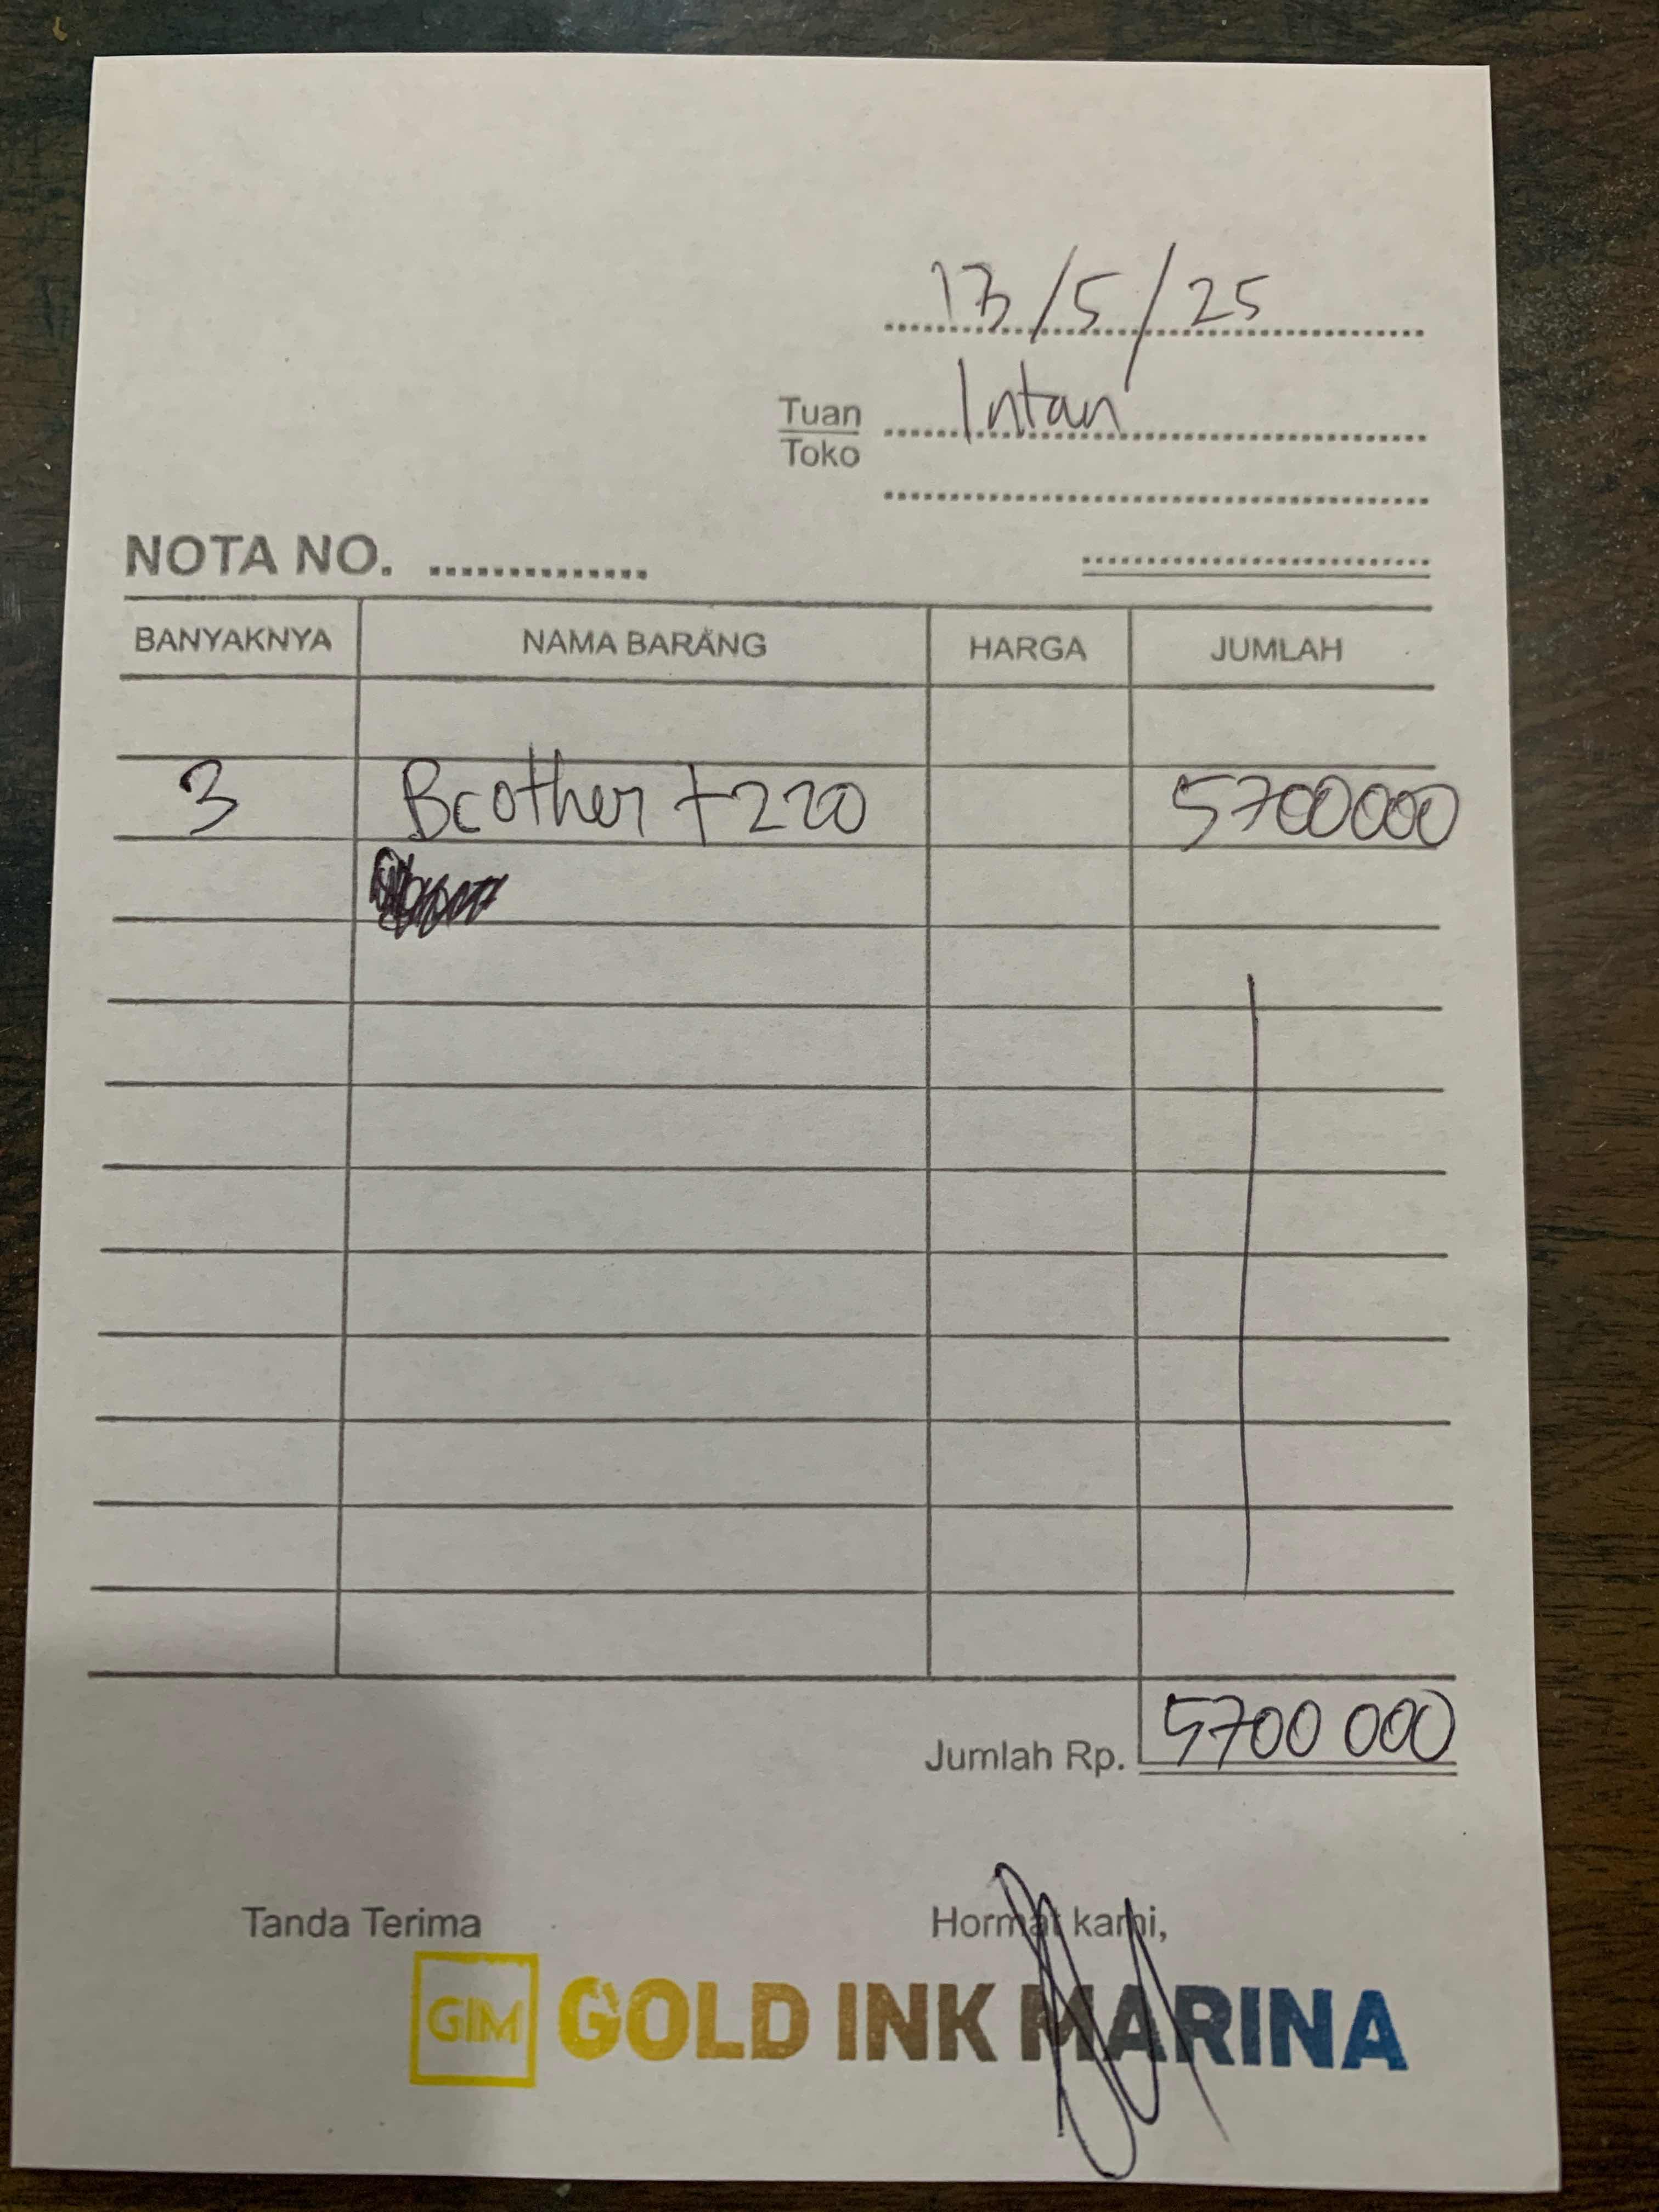 13/5/25
Tuan Intan
Toko
NOTA NO. ..............
BANYAKNYA NAMA BARANG HARGA JUMLAH
3 Brother t220 5700000
Jumlah Rp. 5700 000
Tanda Terima Hormat kami,
GIM GOLD INK MARINA